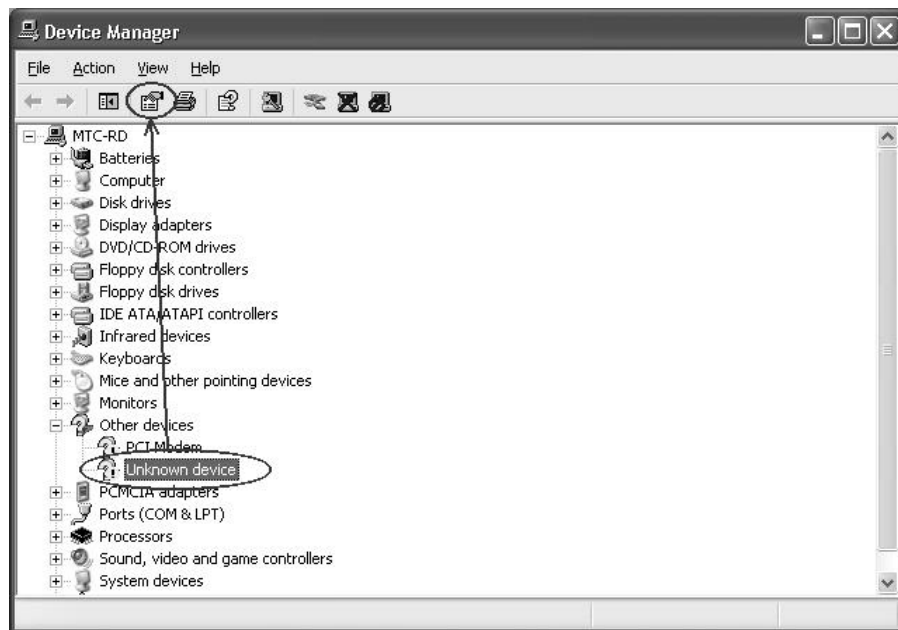 Device Manager
File Action View Help
MTC-RD
Batteries
Computer
Disk drives
Display adapters
DVD/CD-ROM drives
Floppy disk controllers
Floppy disk drives
IDE ATA/ATAPI controllers
Infrared devices
Keyboards
Mice and other pointing devices
Monitors
Other devices
PCI Modem
Unknown device
PCMCIA adapters
Ports (COM & LPT)
Processors
Sound, video and game controllers
System devices